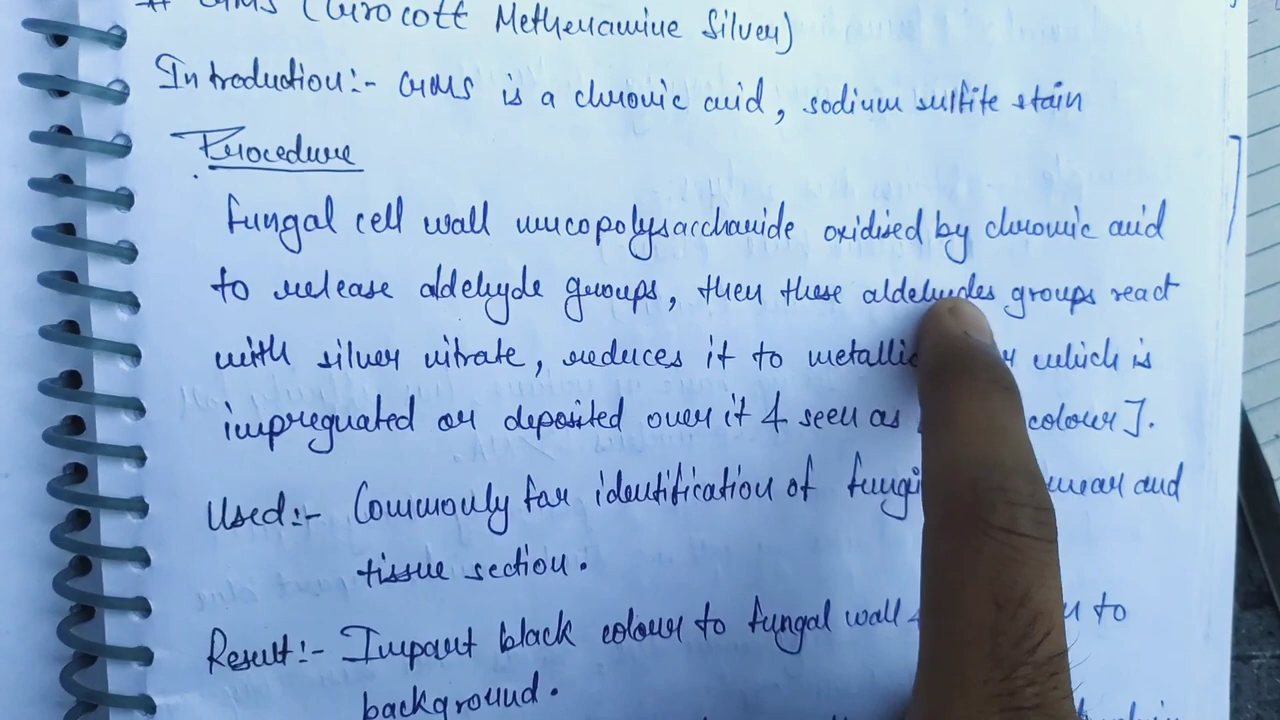 # GMS (Grocott Methenamine Silver)
Introduction:- GMS is a chromic acid, sodium sulfite stain
Procedure
Fungal cell wall mucopolysaccharide oxidised by chromic acid
to release aldehyde groups, then these aldehydes groups react
with silver nitrate, reduces it to metallic which is
impregnated or deposited over it & seen as colour].
Used:- Commonly for identification of fungi smear and
tissue section.
Result:- Impart black colour to fungal wall & to
background.